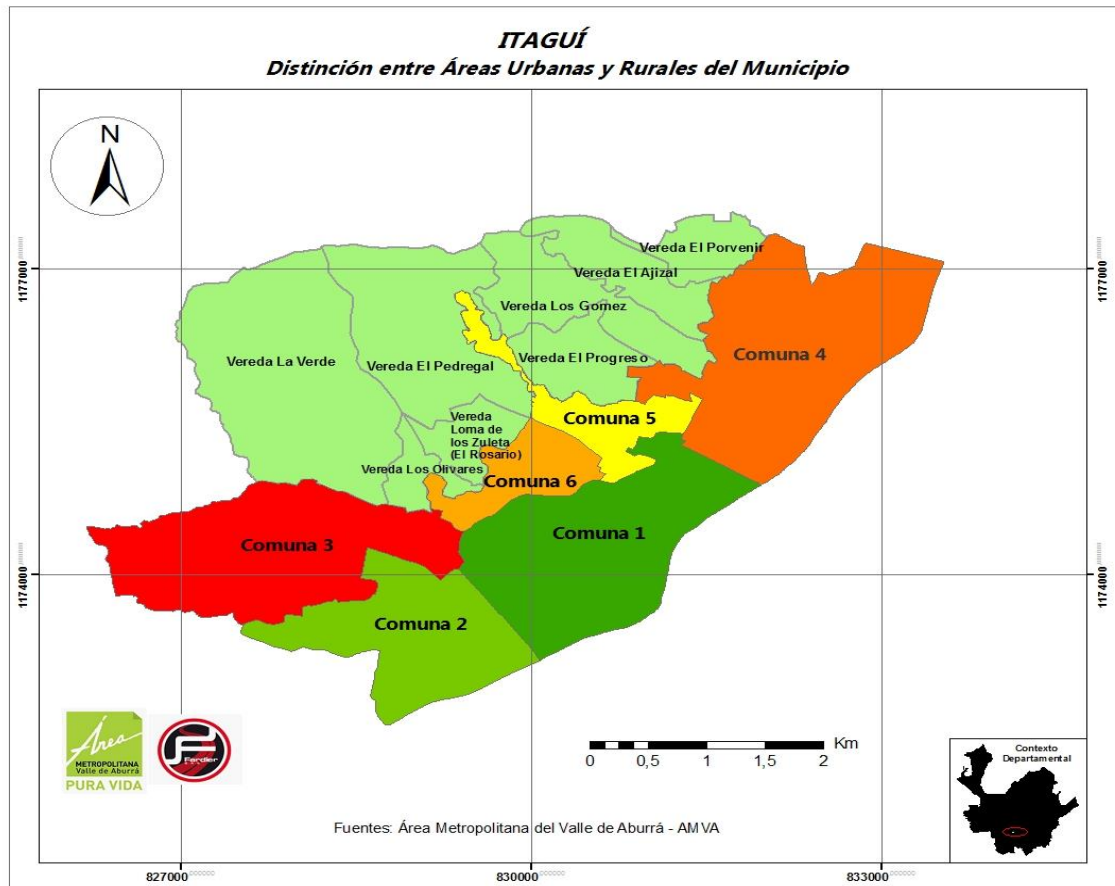 ITAGUÍ
Distinción entre Áreas Urbanas y Rurales del Municipio
N
1177000
1177000
Vereda El Porvenir
Vereda El Ajizal
Vereda Los Gomez
Vereda La Verde
Vereda El Pedregal
Vereda El Progreso
Comuna 4
Vereda
Loma de
los Zuleta
(El Rosario)
Comuna 5
Vereda Los Olivares
Comuna 6
Comuna 3
Comuna 1
1174000
1174000
Comuna 2
Área
METROPOLITANA
Valle de Aburrá
PURA VIDA
Ferdier
Km
0 0,5 1 1,5 2
Contexto
Departamental
Fuentes: Área Metropolitana del Valle de Aburrá - AMVA
827000
830000
833000